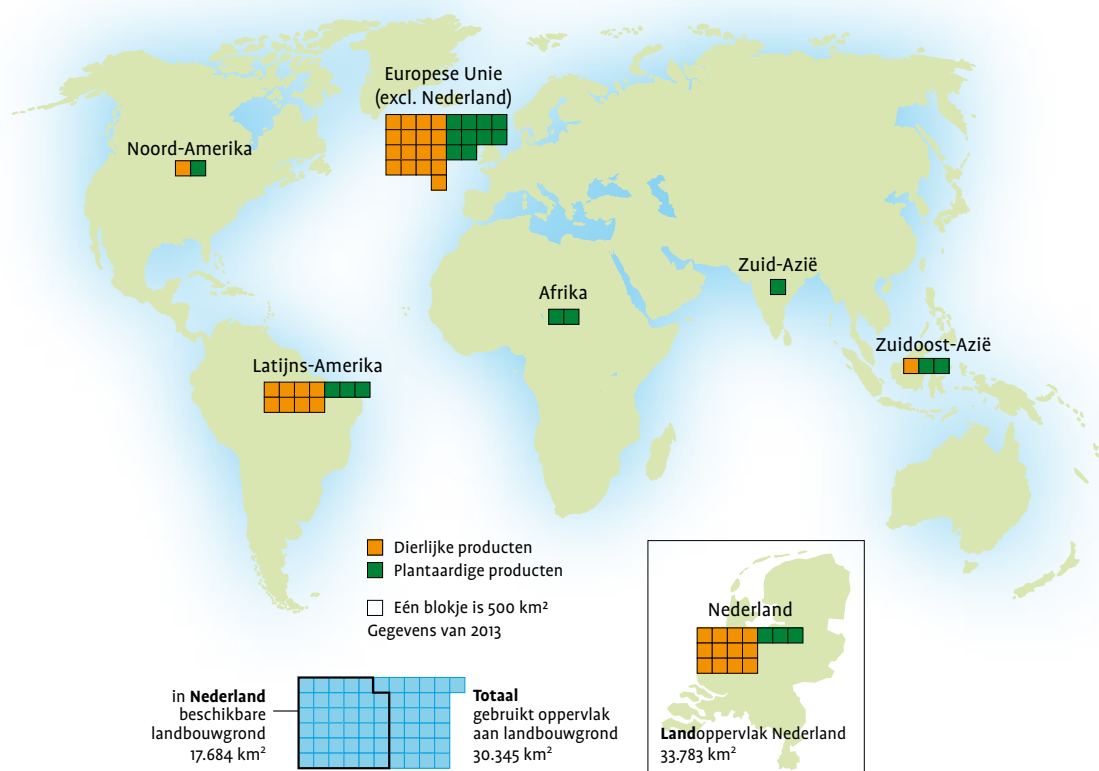 Europese Unie
(excl. Nederland)
Noord-Amerika
Zuid-Azië
Afrika
Zuidoost-Azië
Latijns-Amerika
Dierlijke producten
Plantaardige producten
Eén blokje is 500 km²
Gegevens van 2013
in Nederland
beschikbare
landbouwgrond
17.684 km²
Totaal
gebruikt oppervlak
aan landbouwgrond
30.345 km²
Nederland
Landoppervlak Nederland
33.783 km²